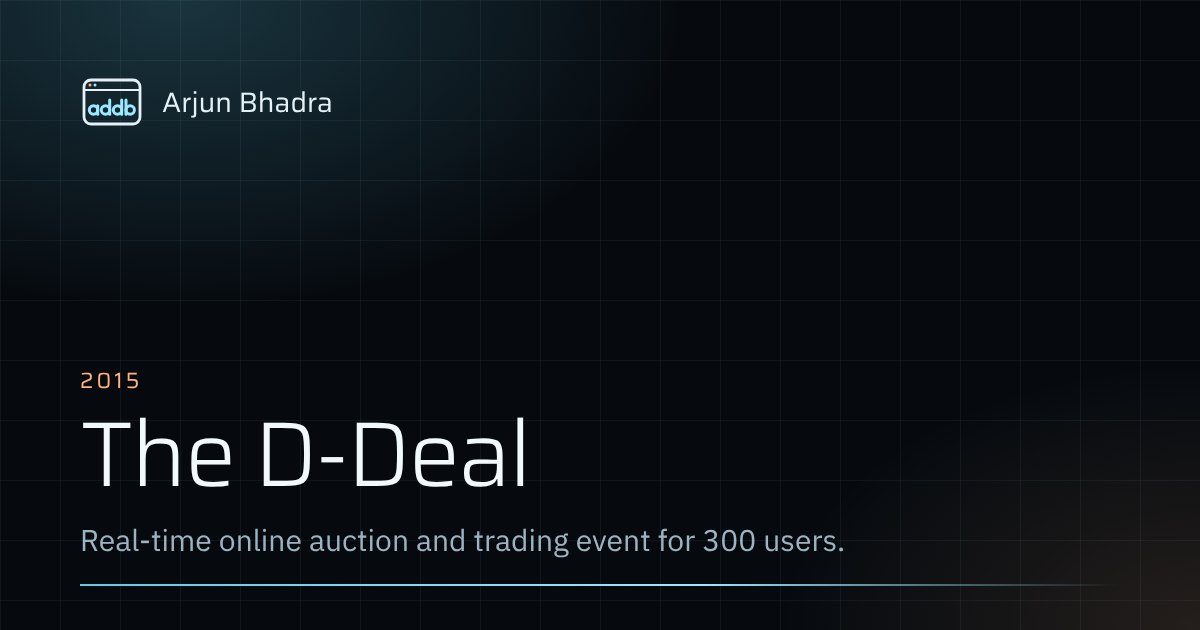 addb
Arjun Bhadra
2015
The D-Deal
Real-time online auction and trading event for 300 users.